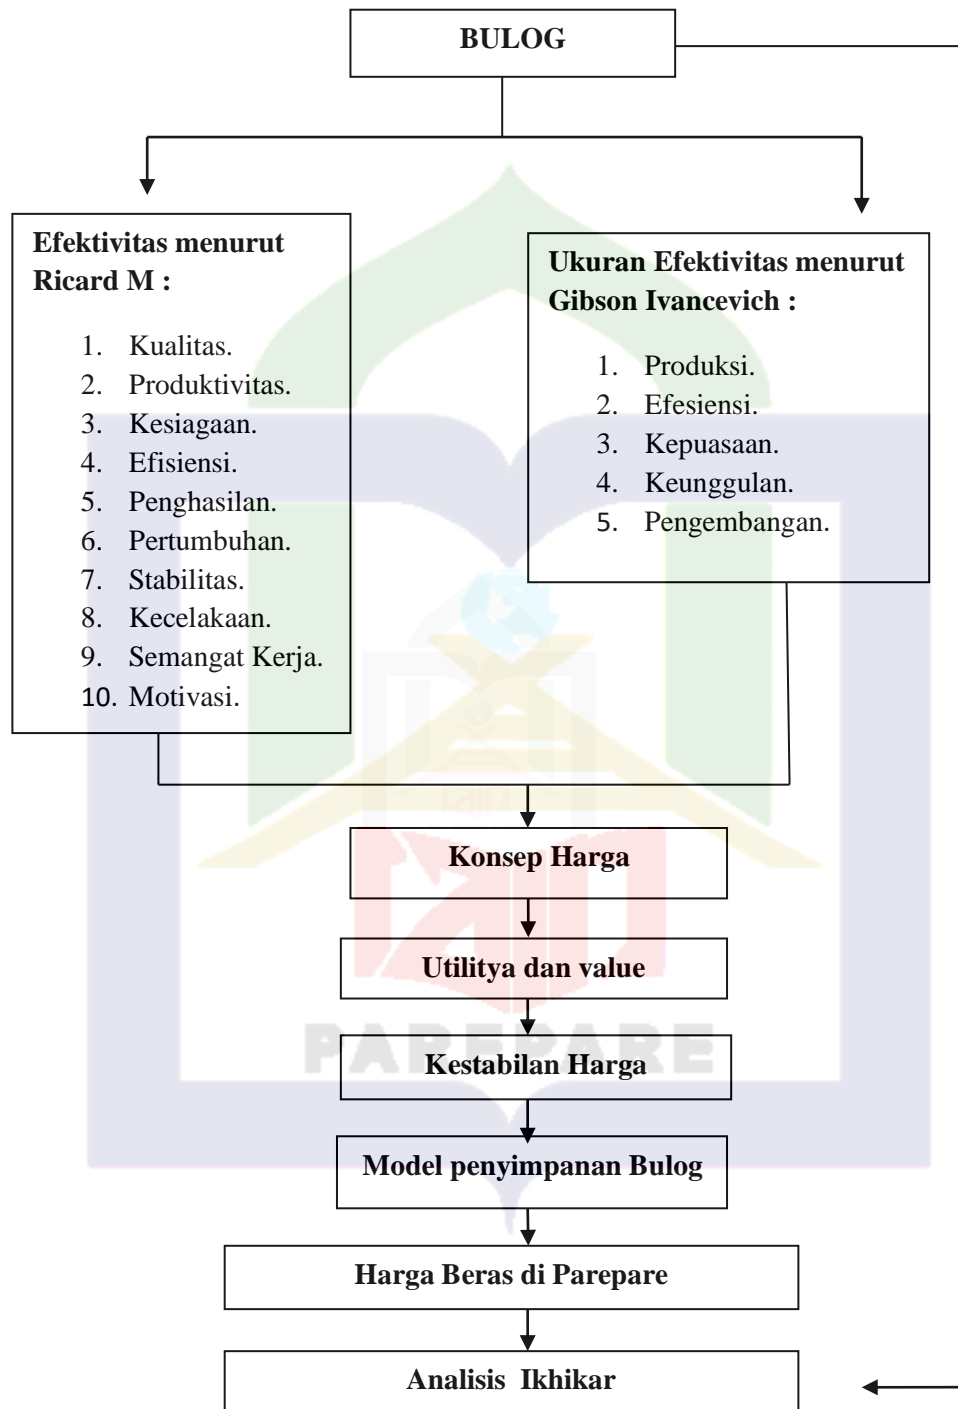 BULOG
Efektivitas menurut
Ricard M :
1. Kualitas.
2. Produktivitas.
3. Kesiagaan.
4. Efisiensi.
5. Penghasilan.
6. Pertumbuhan.
7. Stabilitas.
8. Kecelakaan.
9. Semangat Kerja.
10. Motivasi.
Ukuran Efektivitas menurut
Gibson Ivancevich :
1. Produksi.
2. Efesiensi.
3. Kepuasaan.
4. Keunggulan.
5. Pengembangan.
Konsep Harga
Utilitya dan value
PAREPARE
Kestabilan Harga
Model penyimpanan Bulog
Harga Beras di Parepare
Analisis Ikhikar